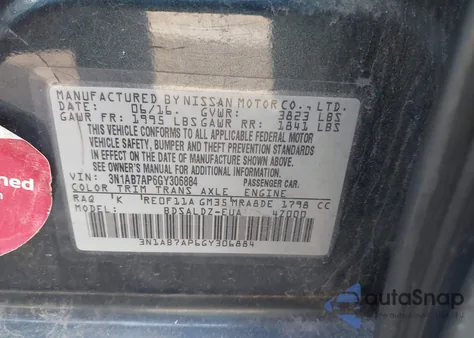 MANUFACTURED BY NISSAN MOTOR CO., LTD.
DATE: 06/16 GVWR: 3823 LBS
GAWR FR: 1995 LBS GAWR RR: 1841 LBS
THIS VEHICLE CONFORMS TO ALL APPLICABLE FEDERAL MOTOR
VEHICLE SAFETY, BUMPER, AND THEFT PREVENTION STANDARDS
IN EFFECT ON THE DATE OF MANUFACTURE SHOWN ABOVE.
SEE OWNER'S MANUAL FOR ADDITIONAL INFORMATION.
VIN: 3N1AB7AP6GY306884 PASSENGER CAR.
COLOR TRIM TRANS AXLE ENGINE
RAQ K RE0F11A GM35 MRA8DE 1798 CC
MODEL: BDSALDZ-EUA 47000
3N1AB7AP6GY306884
ned
autoSnap